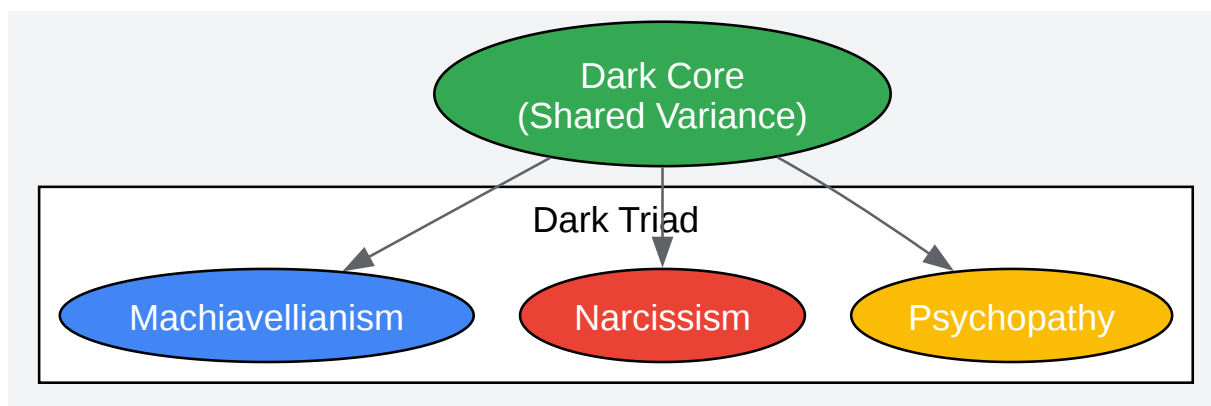 Dark Core
(Shared Variance)
Dark Triad
Machiavellianism
Narcissism
Psychopathy